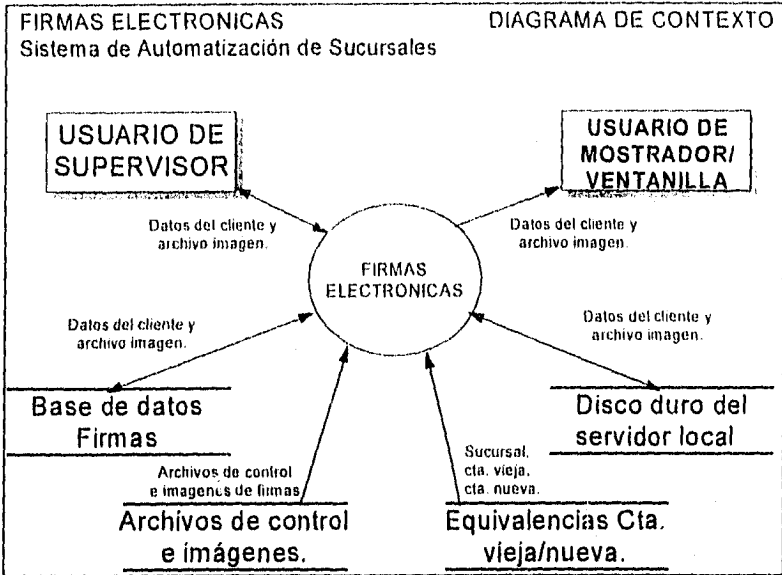 FIRMAS ELECTRONICAS
DIAGRAMA DE CONTEXTO
Sistema de Automatización de Sucursales
USUARIO DE
SUPERVISOR
USUARIO DE
MOSTRADOR/
VENTANILLA
Datos del cliente y
archivo imagen.
Datos del cliente y
archivo imagen.
FIRMAS
ELECTRONICAS
Datos del cliente y
archivo imagen.
Datos del cliente y
archivo imagen.
Base de datos
Firmas
Disco duro del
servidor local
Archivos de control
e imagenes de firmas
Sucursal,
cta. vieja,
cta. nueva.
Archivos de control
e imágenes.
Equivalencias Cta.
vieja/nueva.